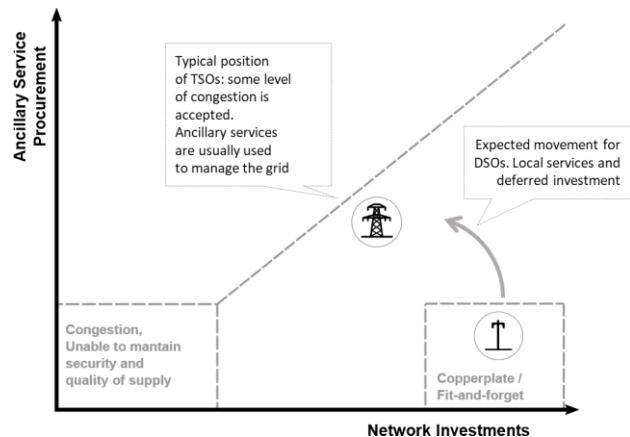 Ancillary Service
Procurement
Typical position
of TSOs: some level
of congestion is
accepted.
Ancillary services
are usually used
to manage the grid
Expected movement for
DSOs. Local services and
deferred investment
Congestion,
Unable to mantain
security and
quality of supply
Copperplate /
Fit-and-forget
Network Investments